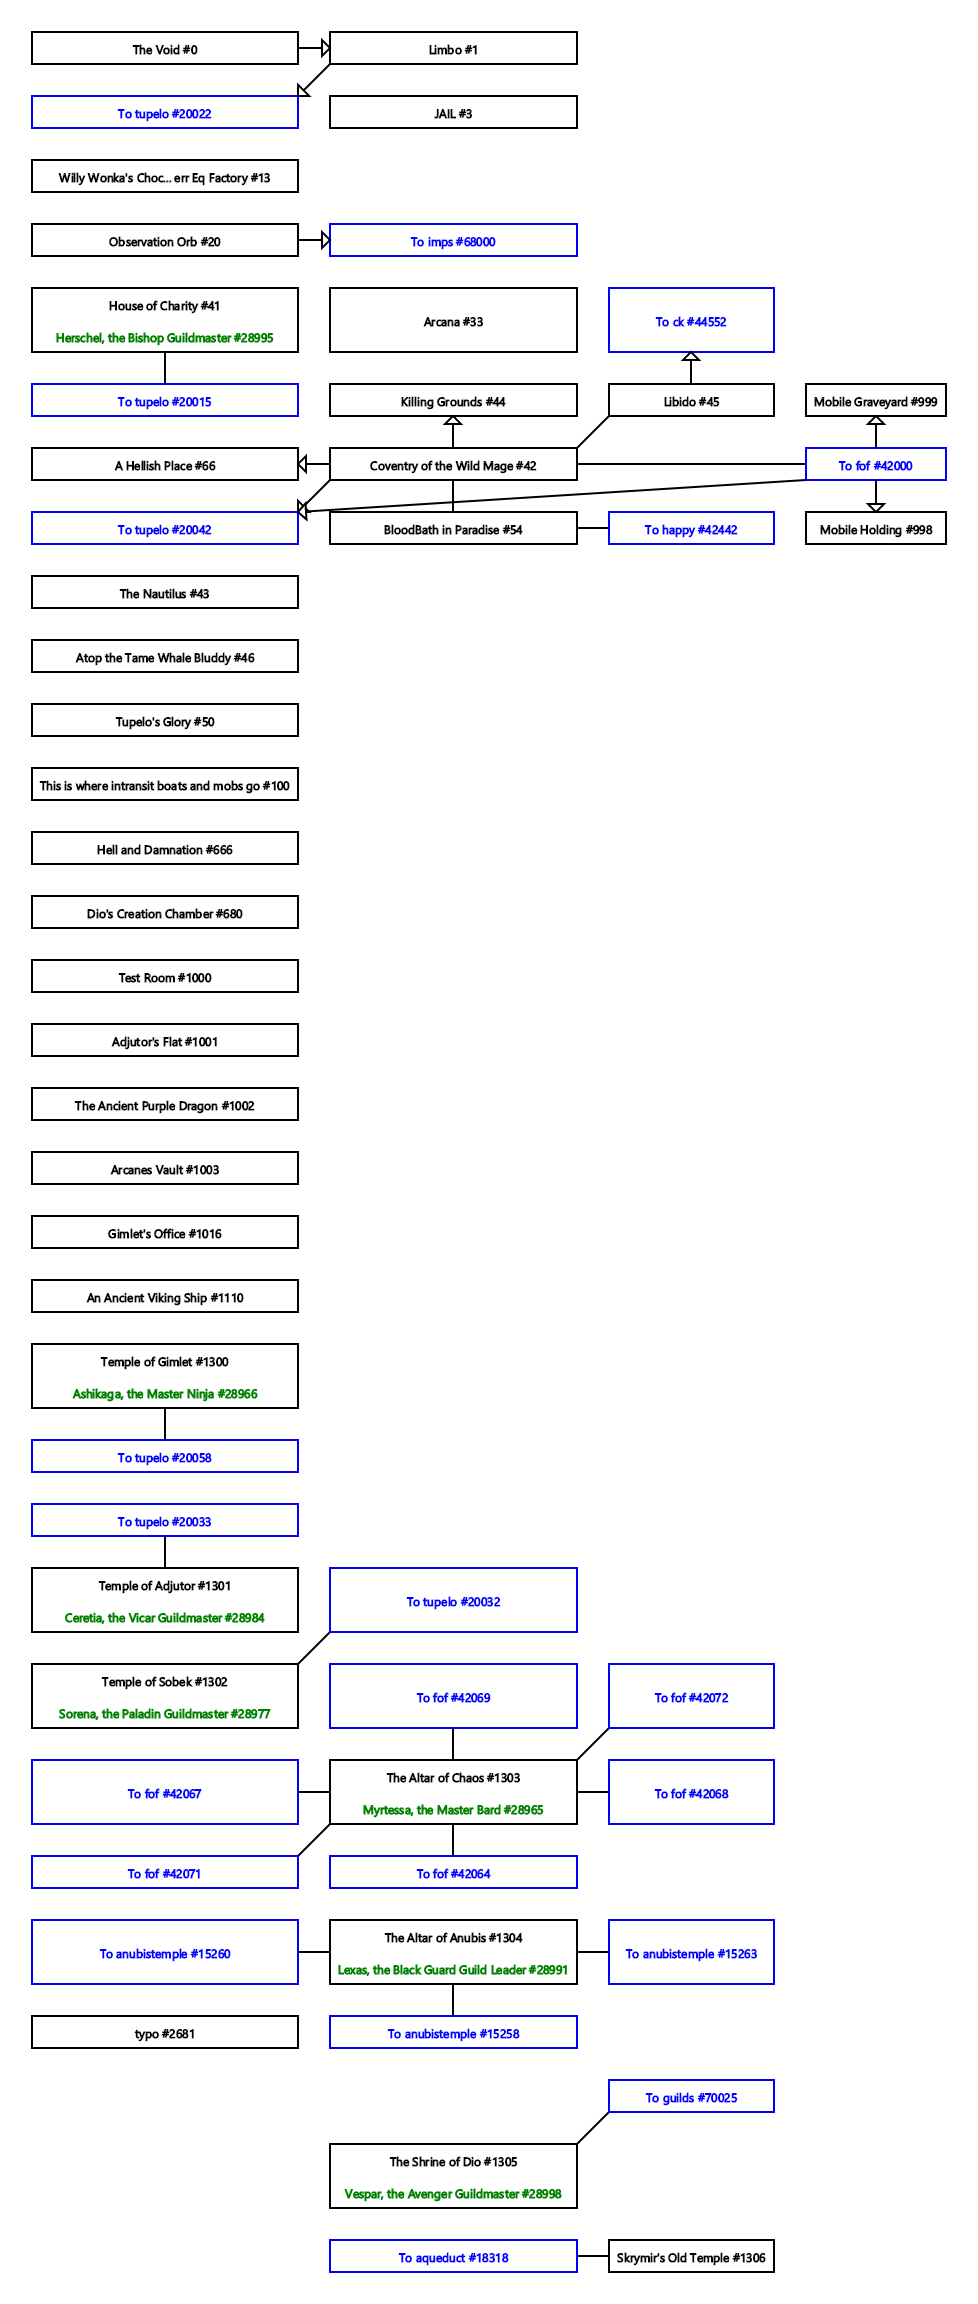 The Void #0
Limbo #1
To tupelo #20022
JAIL #3
Willy Wonka's Choc... err Eq Factory #13
Observation Orb #20
To imps #68000
House of Charity #41
Herschel, the Bishop Guildmaster #28995
Arcana #33
To ck #44552
To tupelo #20015
Killing Grounds #44
Libido #45
Mobile Graveyard #999
A Hellish Place #66
Coventry of the Wild Mage #42
To fof #42000
To tupelo #20042
BloodBath in Paradise #54
To happy #42442
Mobile Holding #998
The Nautilus #43
Atop the Tame Whale Bluddy #46
Tupelo's Glory #50
This is where intransit boats and mobs go #100
Hell and Damnation #666
Dio's Creation Chamber #680
Test Room #1000
Adjutor's Flat #1001
The Ancient Purple Dragon #1002
Arcanes Vault #1003
Gimlet's Office #1016
An Ancient Viking Ship #1110
Temple of Gimlet #1300
Ashikaga, the Master Ninja #28966
To tupelo #20058
To tupelo #20033
Temple of Adjutor #1301
Ceretia, the Vicar Guildmaster #28984
To tupelo #20032
Temple of Sobek #1302
Sorena, the Paladin Guildmaster #28977
To fof #42069
To fof #42072
To fof #42067
The Altar of Chaos #1303
Myrtessa, the Master Bard #28965
To fof #42068
To fof #42071
To fof #42064
To anubistemple #15260
The Altar of Anubis #1304
Lexas, the Black Guard Guild Leader #28991
To anubistemple #15263
typo #2681
To anubistemple #15258
To guilds #70025
The Shrine of Dio #1305
Vespar, the Avenger Guildmaster #28998
To aqueduct #18318
Skrymir's Old Temple #1306